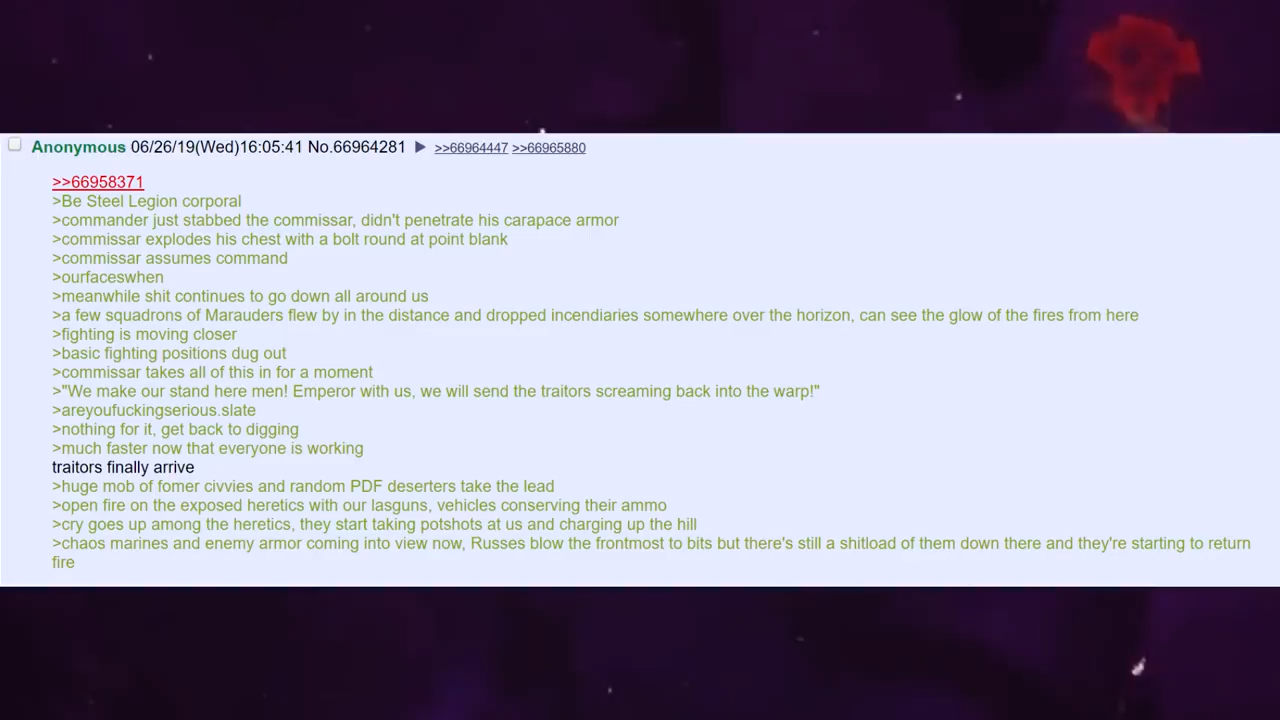 Anonymous 06/26/19(Wed)16:05:41 No.66964281 ▶ >>66964447 >>66965880
>>66958371
>Be Steel Legion corporal
>commander just stabbed the commissar, didn't penetrate his carapace armor
>commissar explodes his chest with a bolt round at point blank
>commissar assumes command
>ourfaceswhen
>meanwhile shit continues to go down all around us
>a few squadrons of Marauders flew by in the distance and dropped incendiaries somewhere over the horizon, can see the glow of the fires from here
>fighting is moving closer
>basic fighting positions dug out
>commissar takes all of this in for a moment
>"We make our stand here men! Emperor with us, we will send the traitors screaming back into the warp!"
>areyoufuckingserious.slate
>nothing for it, get back to digging
>much faster now that everyone is working
traitors finally arrive
>huge mob of fomer civvies and random PDF deserters take the lead
>open fire on the exposed heretics with our lasguns, vehicles conserving their ammo
>cry goes up among the heretics, they start taking potshots at us and charging up the hill
>chaos marines and enemy armor coming into view now, Russes blow the frontmost to bits but there's still a shitload of them down there and they're starting to return
fire